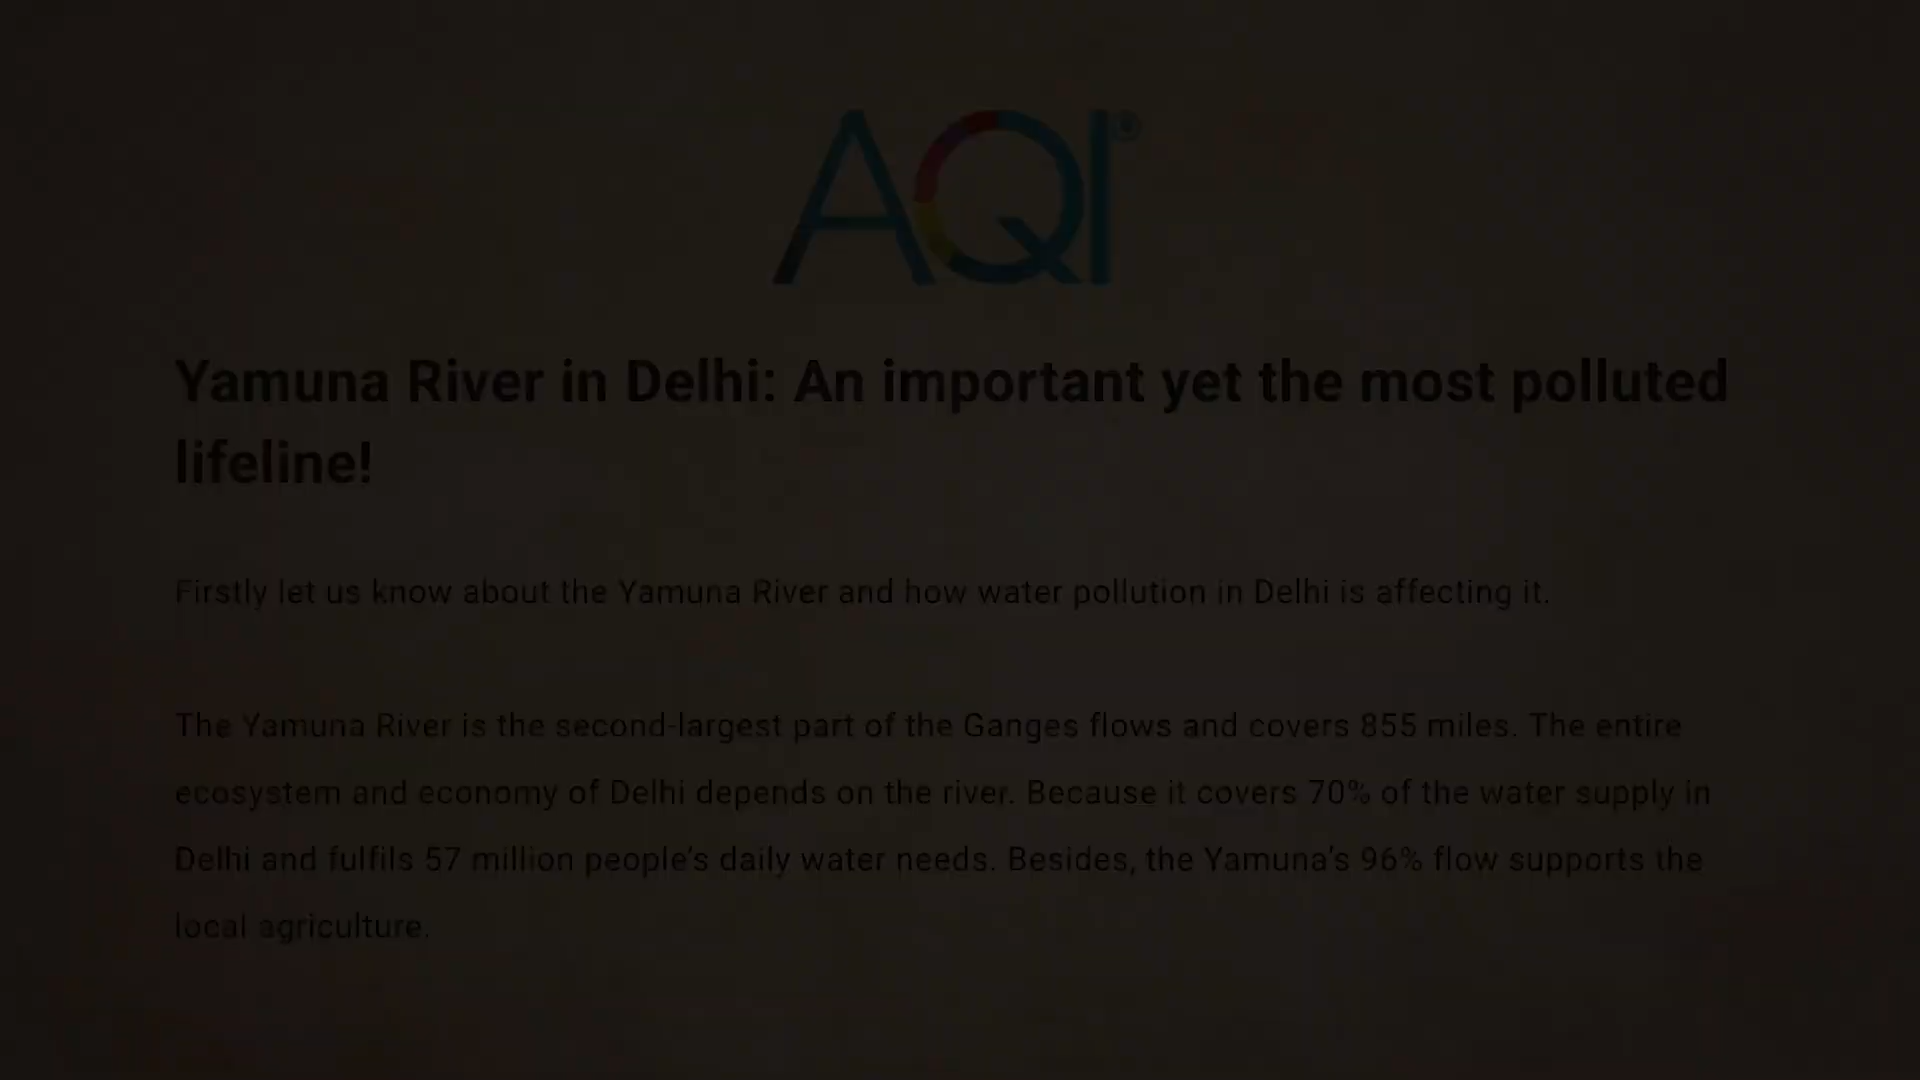 AQI®
Yamuna River in Delhi: An important yet the most polluted
lifeline!
Firstly let us know about the Yamuna River and how water pollution in Delhi is affecting it.
The Yamuna River is the second-largest part of the Ganges flows and covers 855 miles. The entire
ecosystem and economy of Delhi depends on the river. Because it covers 70% of the water supply in
Delhi and fulfils 57 million people’s daily water needs. Besides, the Yamuna’s 96% flow supports the
local agriculture.